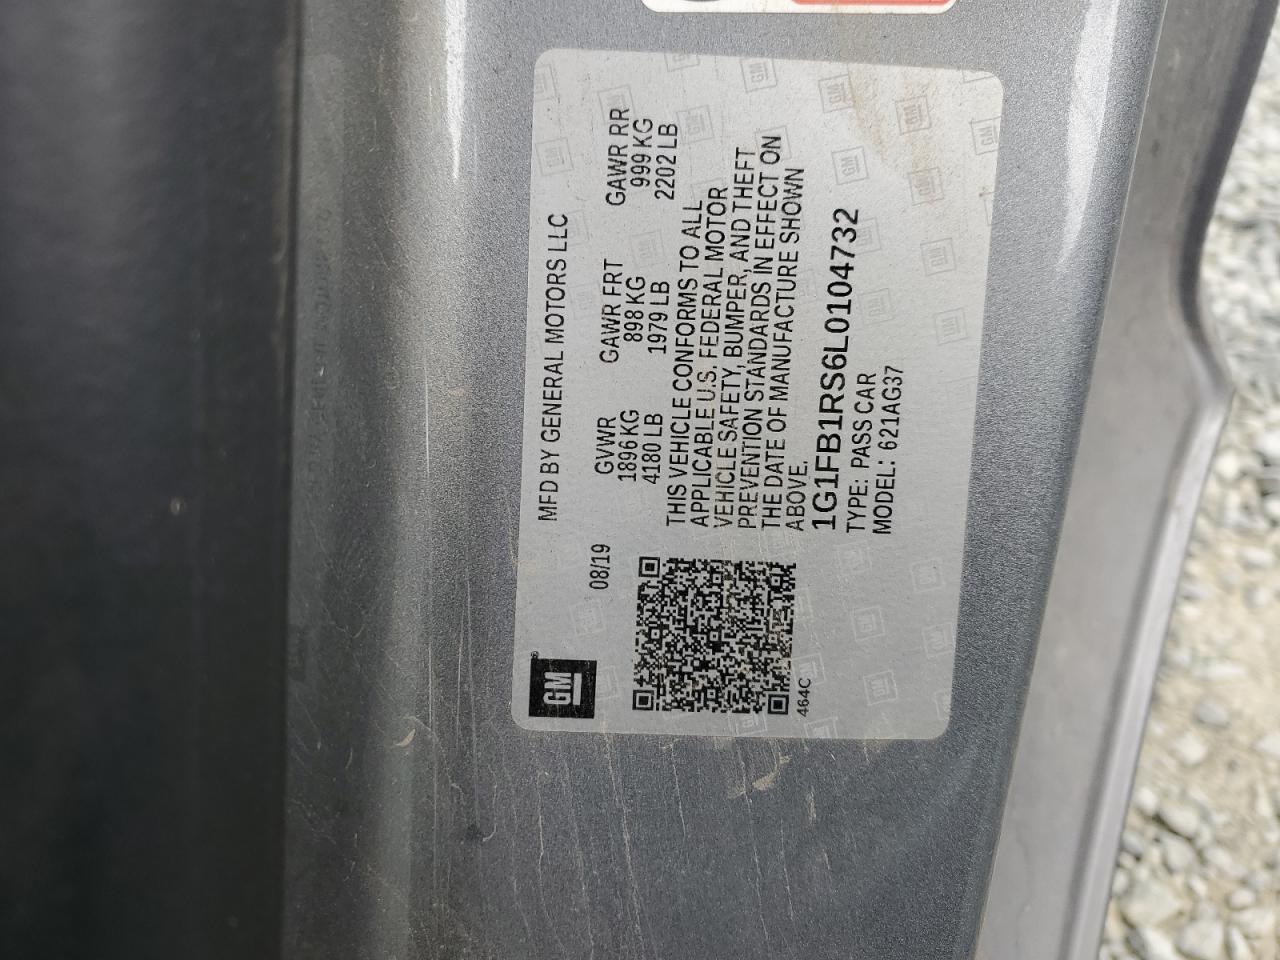 GM
MFD BY GENERAL MOTORS LLC
08/19
GVWR GAWR FRT GAWR RR
1896 KG 898 KG 999 KG
4180 LB 1979 LB 2202 LB
THIS VEHICLE CONFORMS TO ALL
APPLICABLE U.S. FEDERAL MOTOR
VEHICLE SAFETY, BUMPER, AND THEFT
PREVENTION STANDARDS IN EFFECT ON
THE DATE OF MANUFACTURE SHOWN
ABOVE.
1G1FB1RS6L0104732
TYPE: PASS CAR
MODEL: 621AG37
464C